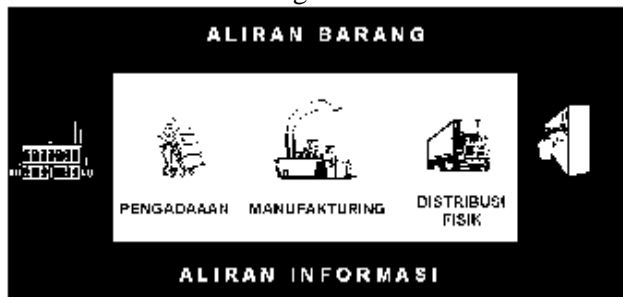 ALIRAN BARANG
PENGADAAAN
MANUFAKTURING
DISTRIBUSI
FISIK
ALIRAN INFORMASI